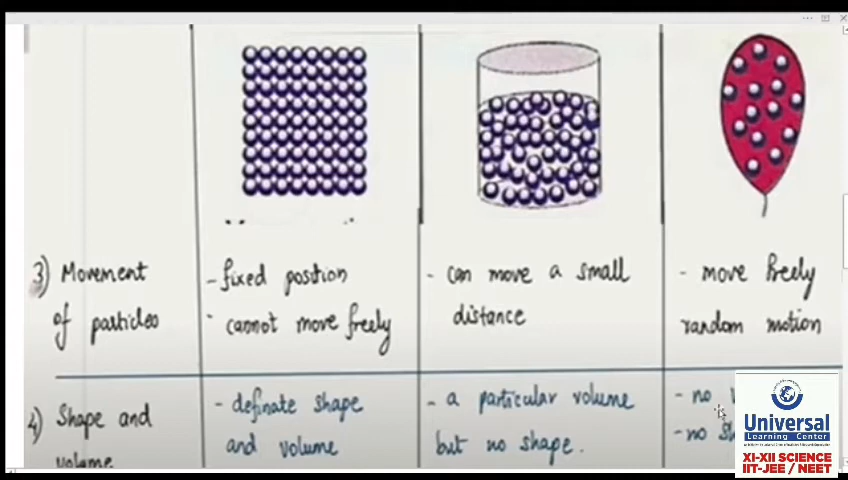 3) Movement
of particles
- fixed position
- cannot move freely
- can move a small
distance
- move freely
random motion
4) Shape and
volume
- definate shape
and volume
- a particular volume
but no shape.
- no
- no
Universal
Learning Center
XI-XII SCIENCE
IIT-JEE / NEET